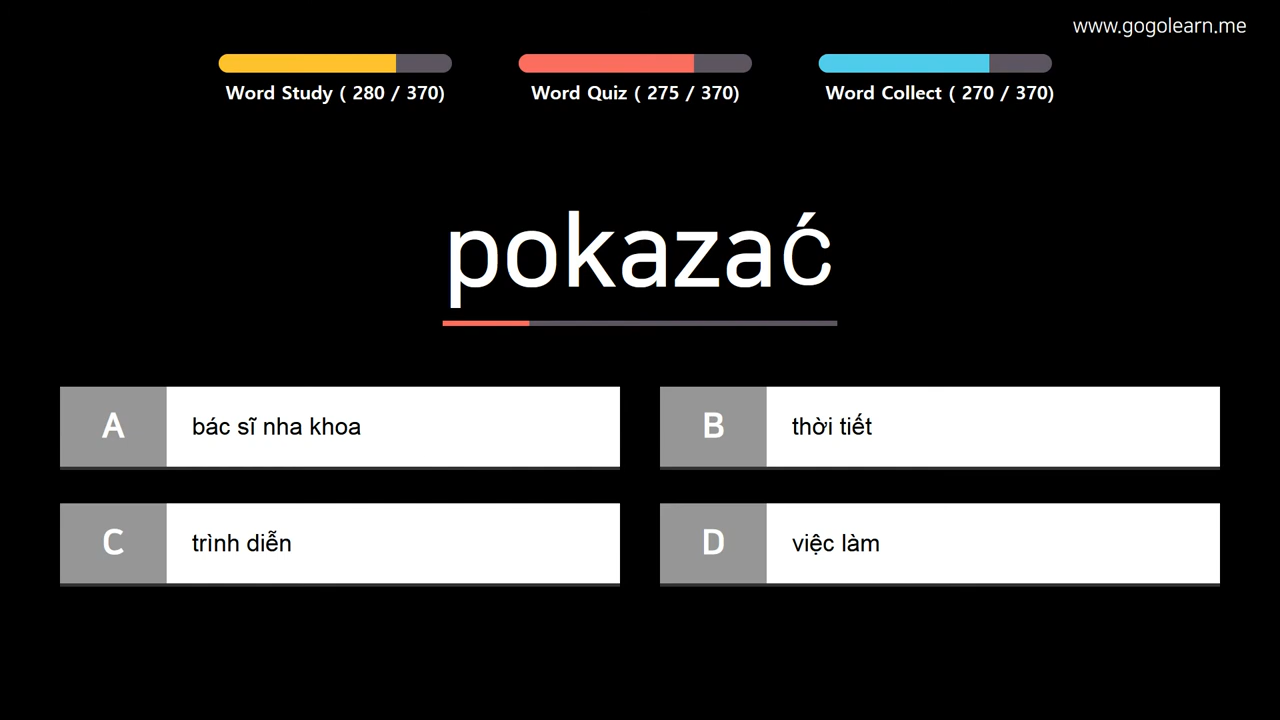 www.gogolearn.me
Word Study ( 280 / 370)
Word Quiz ( 275 / 370)
Word Collect ( 270 / 370)
pokazać
A
bác sĩ nha khoa
B
thời tiết
C
trình diễn
D
việc làm